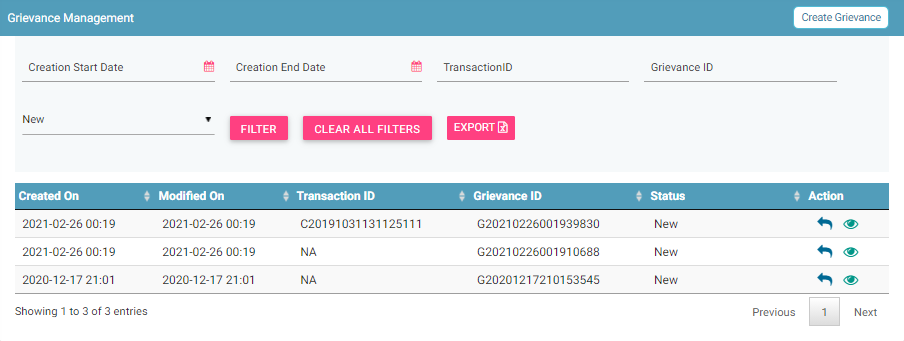 Grievance Management Create Grievance
Creation Start Date Creation End Date TransactionID Grievance ID
New FILTER CLEAR ALL FILTERS EXPORT
Created On Modified On Transaction ID Grievance ID Status Action
2021-02-26 00:19 2021-02-26 00:19 C20191031131125111 G20210226001939830 New
2021-02-26 00:19 2021-02-26 00:19 NA G20210226001910688 New
2020-12-17 21:01 2020-12-17 21:01 NA G20201217210153545 New
Showing 1 to 3 of 3 entries Previous 1 Next